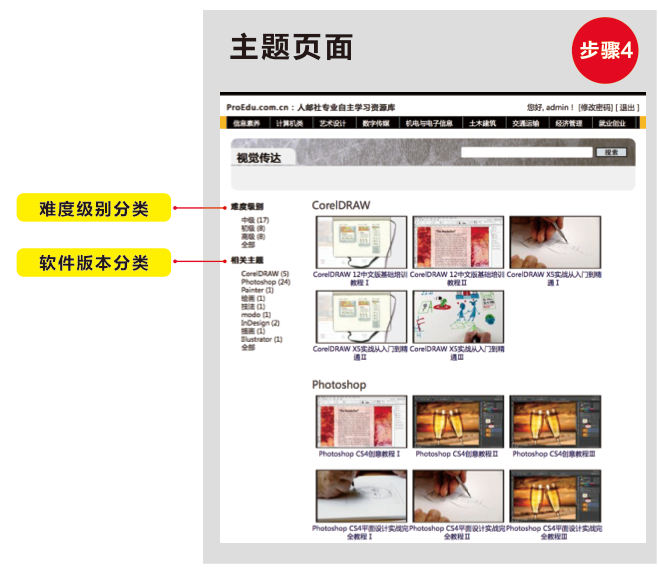 主题页面
步骤4
ProEdu.com.cn：人邮社专业自主学习资源库
您好, admin！ [修改密码] [ 退出 ]
信息素养 计算机类 艺术设计 数字传媒 机电与电子信息 土木建筑 交通运输 经济管理 就业创业
视觉传达
搜索
难度级别分类
难度级别
中级 (17)
初级 (8)
高级 (8)
全部
软件版本分类
相关主题
CorelDRAW (5)
Photoshop (24)
Painter (1)
绘画 (1)
技法 (1)
modo (1)
InDesign (2)
插画 (1)
Illustrator (1)
全部
CorelDRAW
CorelDRAW 12中文版基础培训
教程 I
CorelDRAW 12中文版基础培训
教程II
CorelDRAW X5实战从入门到精
通 I
CorelDRAW X5实战从入门到精
通II
CorelDRAW X5实战从入门到精
通III
Photoshop
Photoshop CS4创意教程 I
Photoshop CS4创意教程II
Photoshop CS4创意教程III
Photoshop CS4平面设计实战完
全教程 I
Photoshop CS4平面设计实战完
全教程II
Photoshop CS4平面设计实战完
全教程III